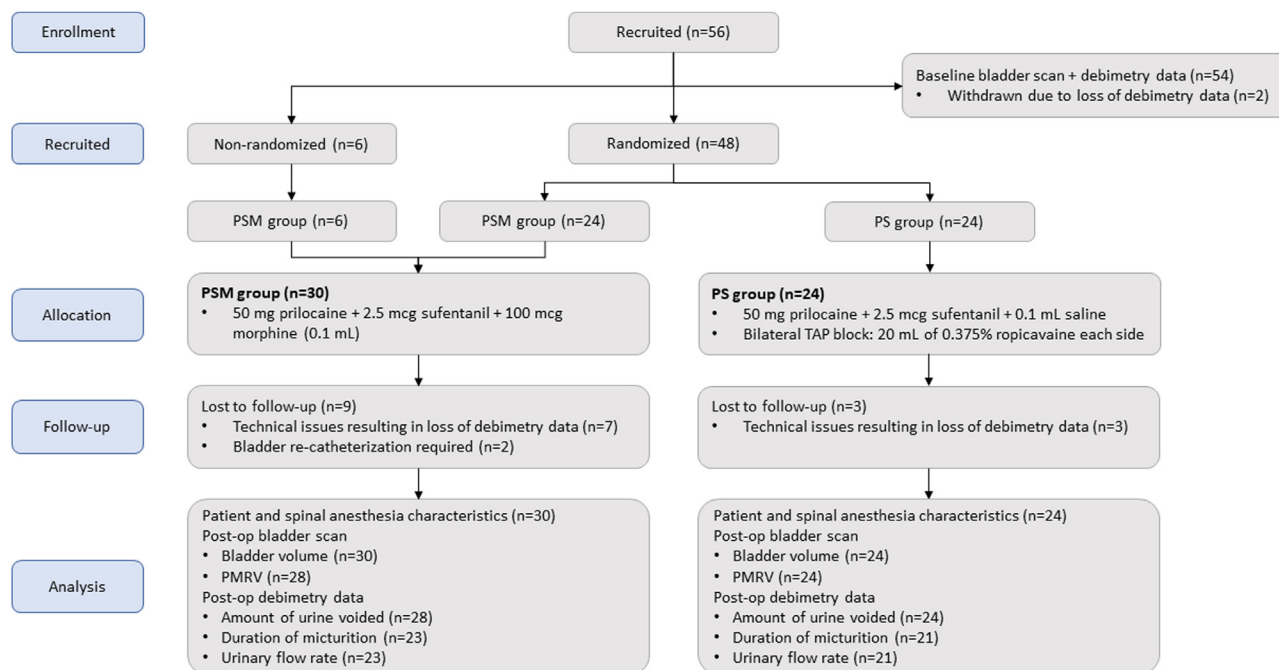 Enrollment
Recruited (n=56)
Baseline bladder scan + debimetry data (n=54)
• Withdrawn due to loss of debimetry data (n=2)
Recruited
Non-randomized (n=6)
Randomized (n=48)
PSM group (n=6)
PSM group (n=24)
PS group (n=24)
Allocation
PSM group (n=30)
• 50 mg prilocaine + 2.5 mcg sufentanil + 100 mcg
morphine (0.1 mL)
PS group (n=24)
• 50 mg prilocaine + 2.5 mcg sufentanil + 0.1 mL saline
• Bilateral TAP block: 20 mL of 0.375% ropicavaine each side
Follow-up
Lost to follow-up (n=9)
• Technical issues resulting in loss of debimetry data (n=7)
• Bladder re-catheterization required (n=2)
Lost to follow-up (n=3)
• Technical issues resulting in loss of debimetry data (n=3)
Analysis
Patient and spinal anesthesia characteristics (n=30)
Post-op bladder scan
• Bladder volume (n=30)
• PMRV (n=28)
Post-op debimetry data
• Amount of urine voided (n=28)
• Duration of micturition (n=23)
• Urinary flow rate (n=23)
Patient and spinal anesthesia characteristics (n=24)
Post-op bladder scan
• Bladder volume (n=24)
• PMRV (n=24)
Post-op debimetry data
• Amount of urine voided (n=24)
• Duration of micturition (n=21)
• Urinary flow rate (n=21)